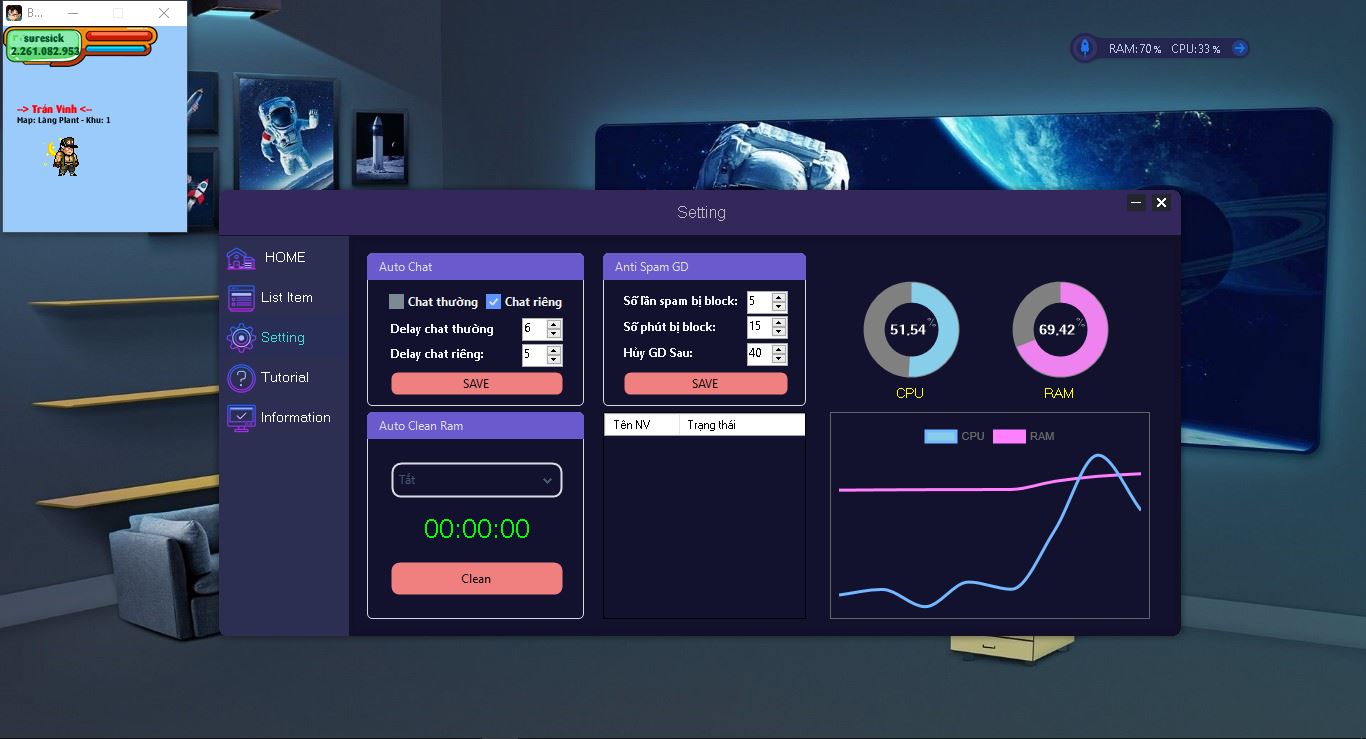 B...
suresick
2.261.082.953
--> Trán Vinh <--
Map: Làng Plant - Khu: 1
RAM:70% CPU:33%
Setting
HOME
List Item
Setting
Tutorial
Information
Auto Chat
Chat thường Chat riêng
Delay chat thường 6
Delay chat riêng: 5
SAVE
Anti Spam GD
Số lần spam bị block: 5
Số phút bị block: 15
Hủy GD Sau: 40
SAVE
51,54 %
CPU
69,42 %
RAM
Auto Clean Ram
Tắt
00:00:00
Clean
Tên NV Trạng thái
CPU RAM